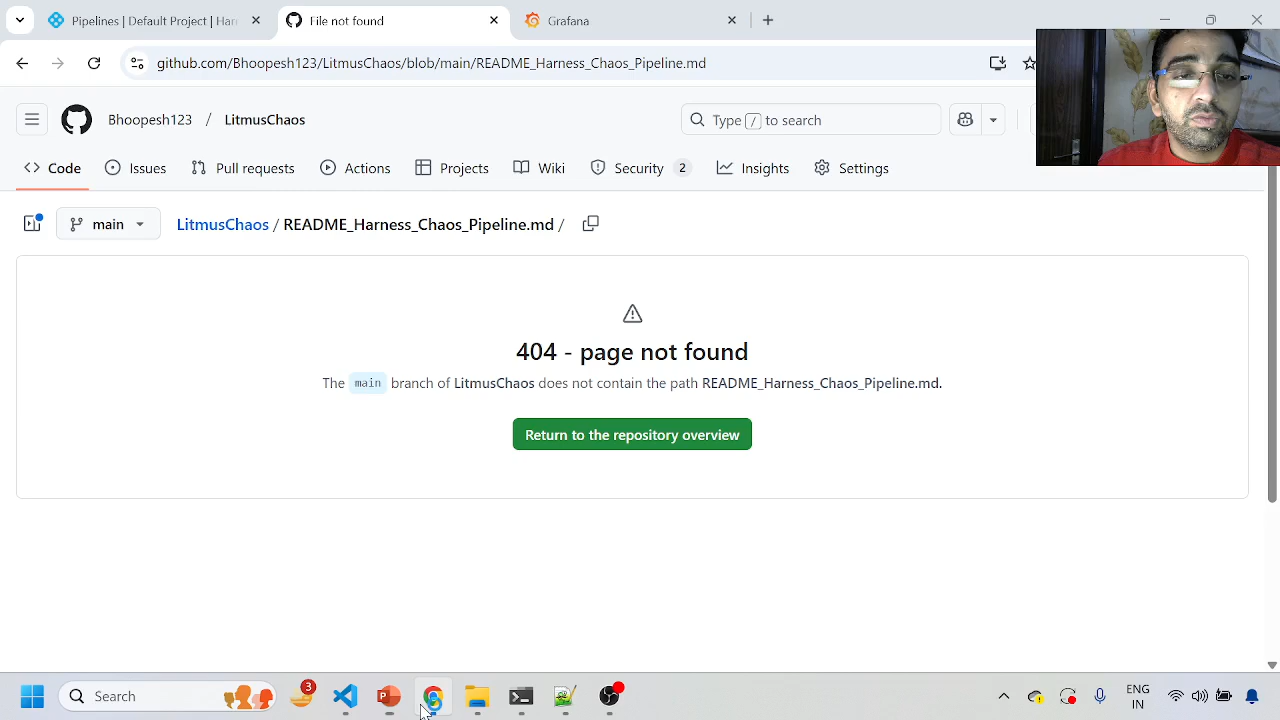 Pipelines | Default Project | Har
File not found
Grafana
github.com/Bhoopesh123/LitmusChaos/blob/main/README_Harness_Chaos_Pipeline.md
Bhoopesh123 / LitmusChaos
Type / to search
Code
Issues
Pull requests
Actions
Projects
Wiki
Security 2
Insights
Settings
main
LitmusChaos / README_Harness_Chaos_Pipeline.md /
404 - page not found
The main branch of LitmusChaos does not contain the path README_Harness_Chaos_Pipeline.md.
Return to the repository overview
Search
3
ENG
IN